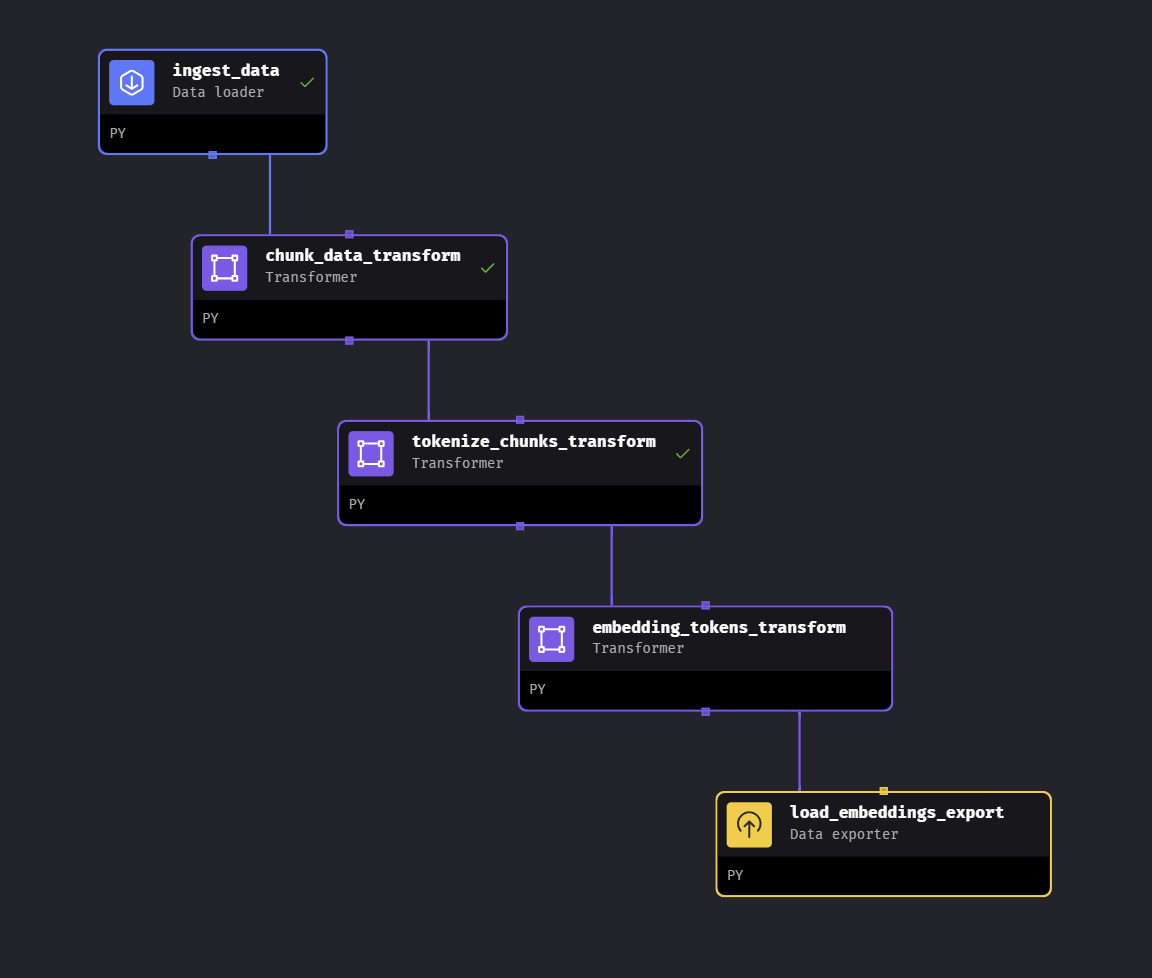 ingest_data
Data loader
PY
chunk_data_transform
Transformer
PY
tokenize_chunks_transform
Transformer
PY
embedding_tokens_transform
Transformer
PY
load_embeddings_export
Data exporter
PY